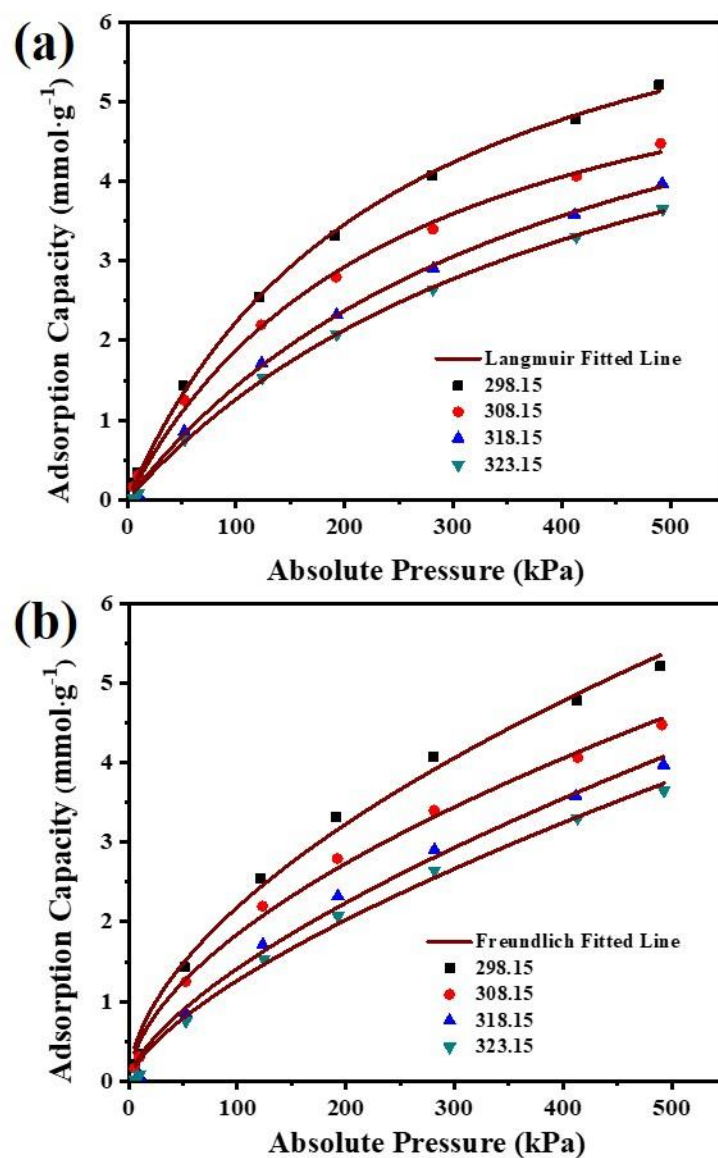 (a)
6
5
4
3
2
1
0
Adsorption Capacity (mmol·g⁻¹)
Langmuir Fitted Line
298.15
308.15
318.15
323.15
0 100 200 300 400 500
Absolute Pressure (kPa)
(b)
6
5
4
3
2
1
0
Adsorption Capacity (mmol·g⁻¹)
Freundlich Fitted Line
298.15
308.15
318.15
323.15
0 100 200 300 400 500
Absolute Pressure (kPa)